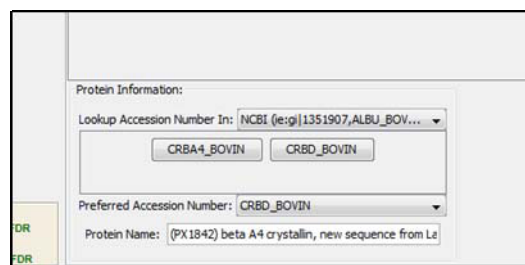 Protein Information:
Lookup Accession Number In: NCBI (ie:gi|1351907,ALBU_BOV...
CRBA4_BOVIN CRBD_BOVIN
Preferred Accession Number: CRBD_BOVIN
FDR
Protein Name: (PX1842) beta A4 crystallin, new sequence from La
FDR